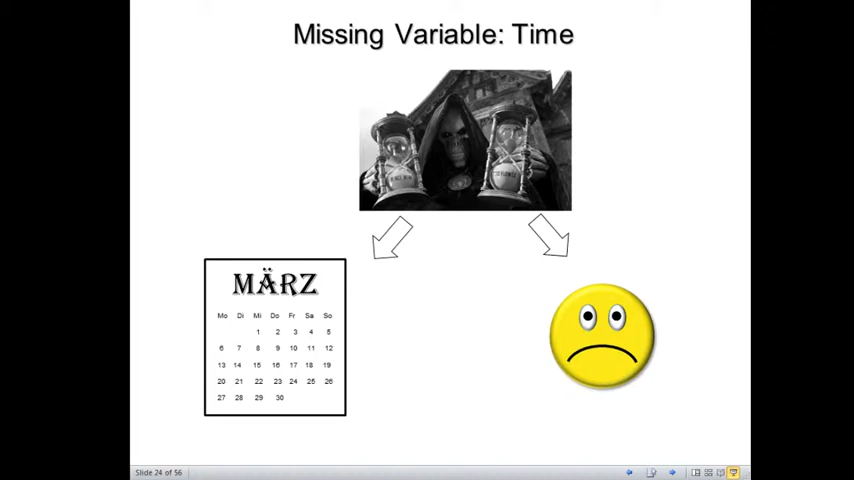 Missing Variable: Time
MÄRZ
Mo Di Mi Do Fr Sa So
1 2 3 4 5
6 7 8 9 10 11 12
13 14 15 16 17 18 19
20 21 22 23 24 25 26
27 28 29 30
Slide 24 of 56